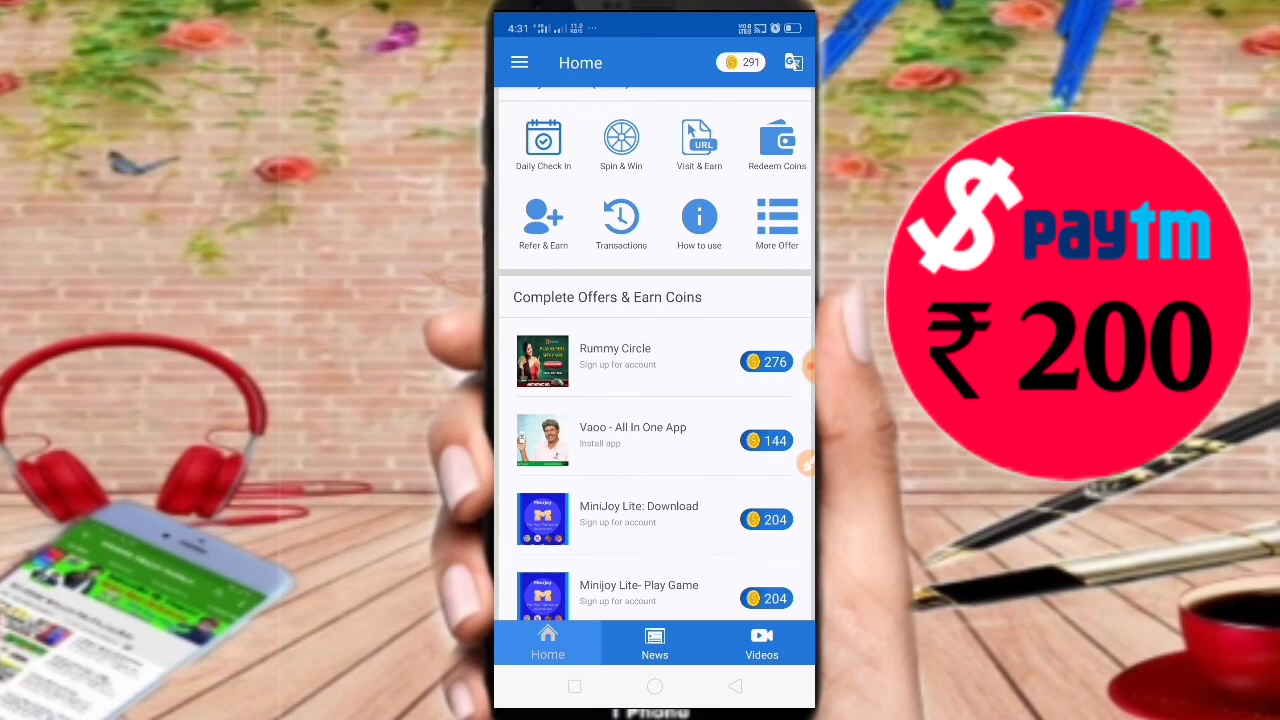 4:31
11.0
KB/S
Home
291
Daily Check In
Spin & Win
URL
Visit & Earn
Redeem Coins
Refer & Earn
Transactions
How to use
More Offer
Complete Offers & Earn Coins
Rummy Circle
Sign up for account
276
Vaoo - All In One App
Install app
144
MiniJoy Lite: Download
Sign up for account
204
Minijoy Lite- Play Game
Sign up for account
204
Home
News
Videos
$ paytm
₹ 200